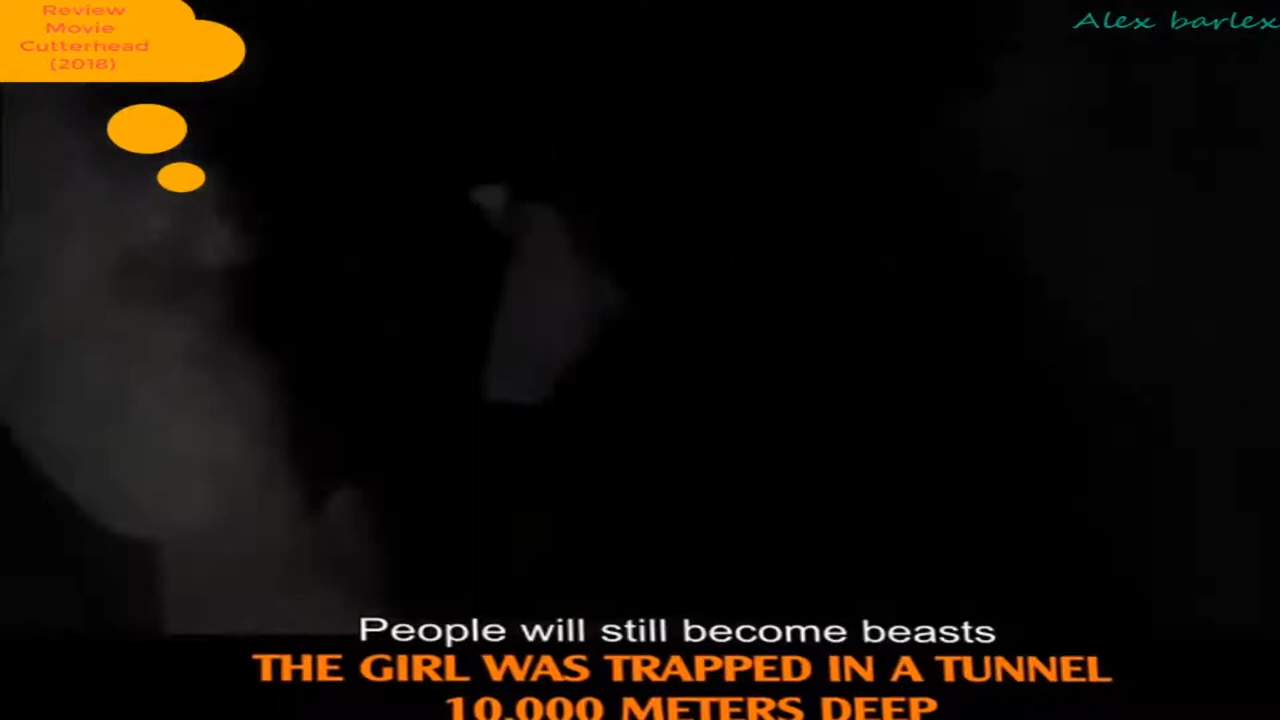 Review
Movie
Cutterhead
(2018)
Alex barlex
People will still become beasts
THE GIRL WAS TRAPPED IN A TUNNEL
10.000 METERS DEEP